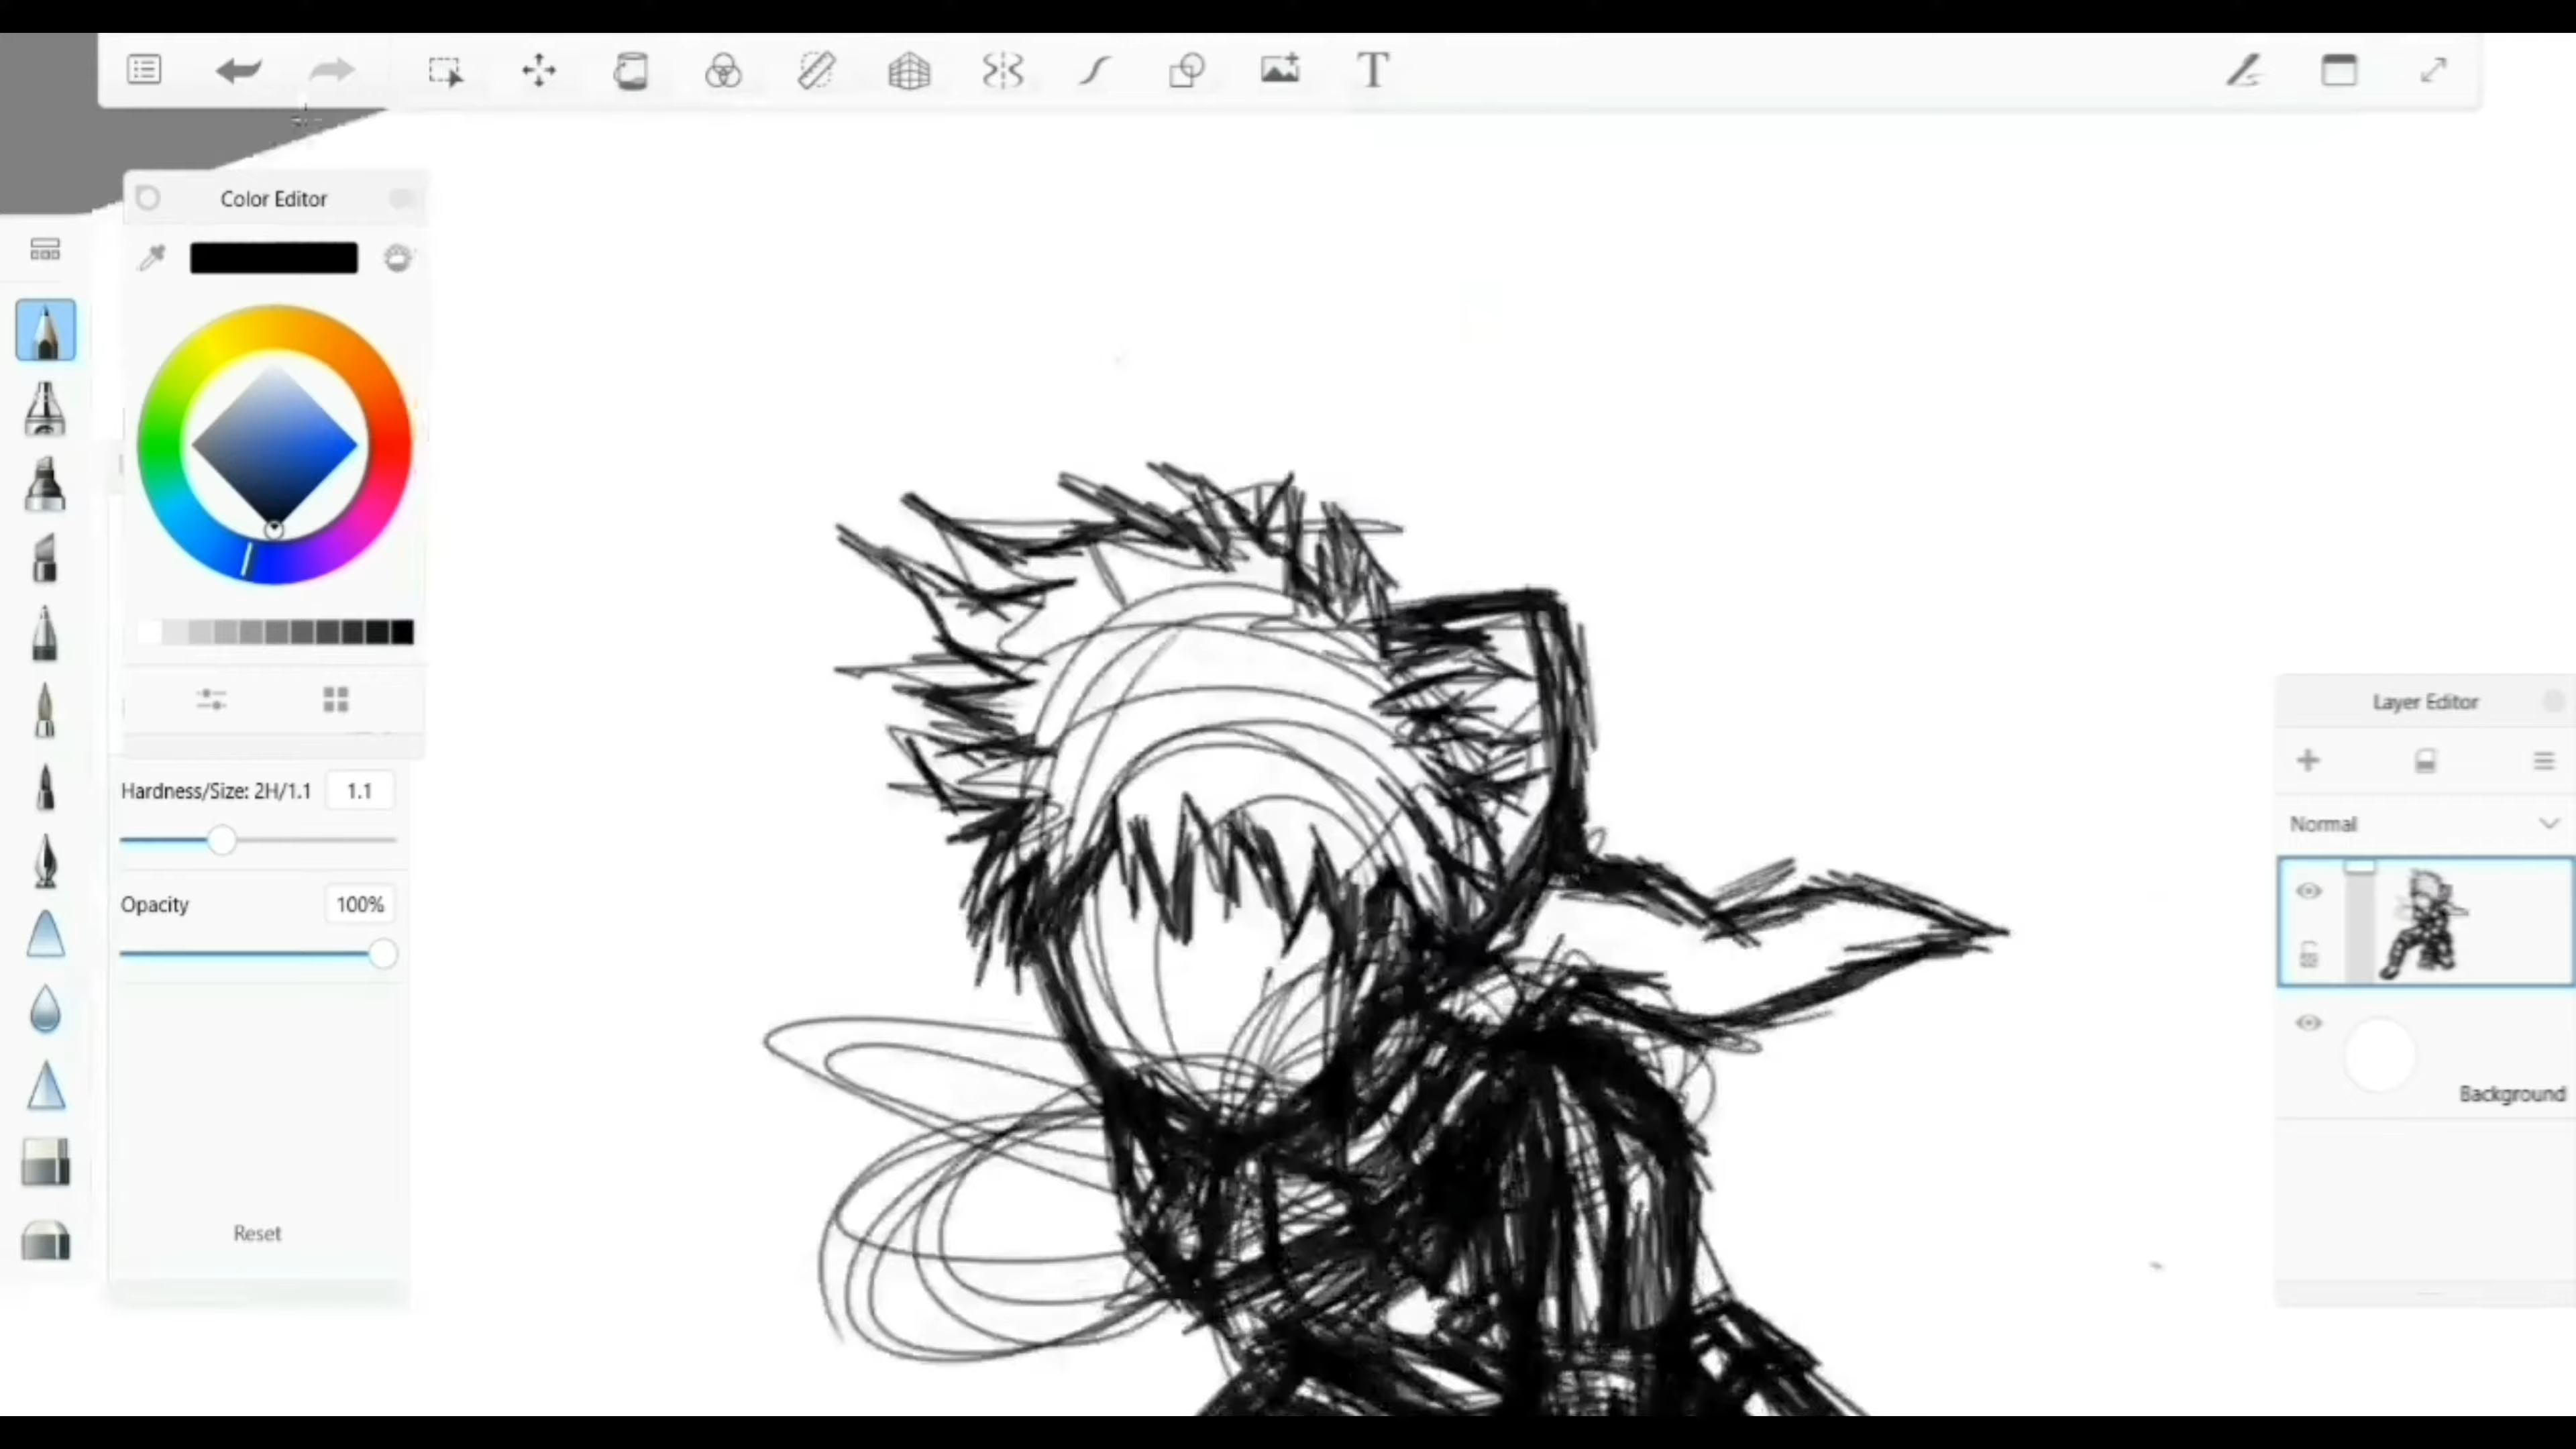 T
Color Editor
Hardness/Size: 2H/1.1 1.1
Opacity 100%
Reset
Layer Editor
Normal
Background